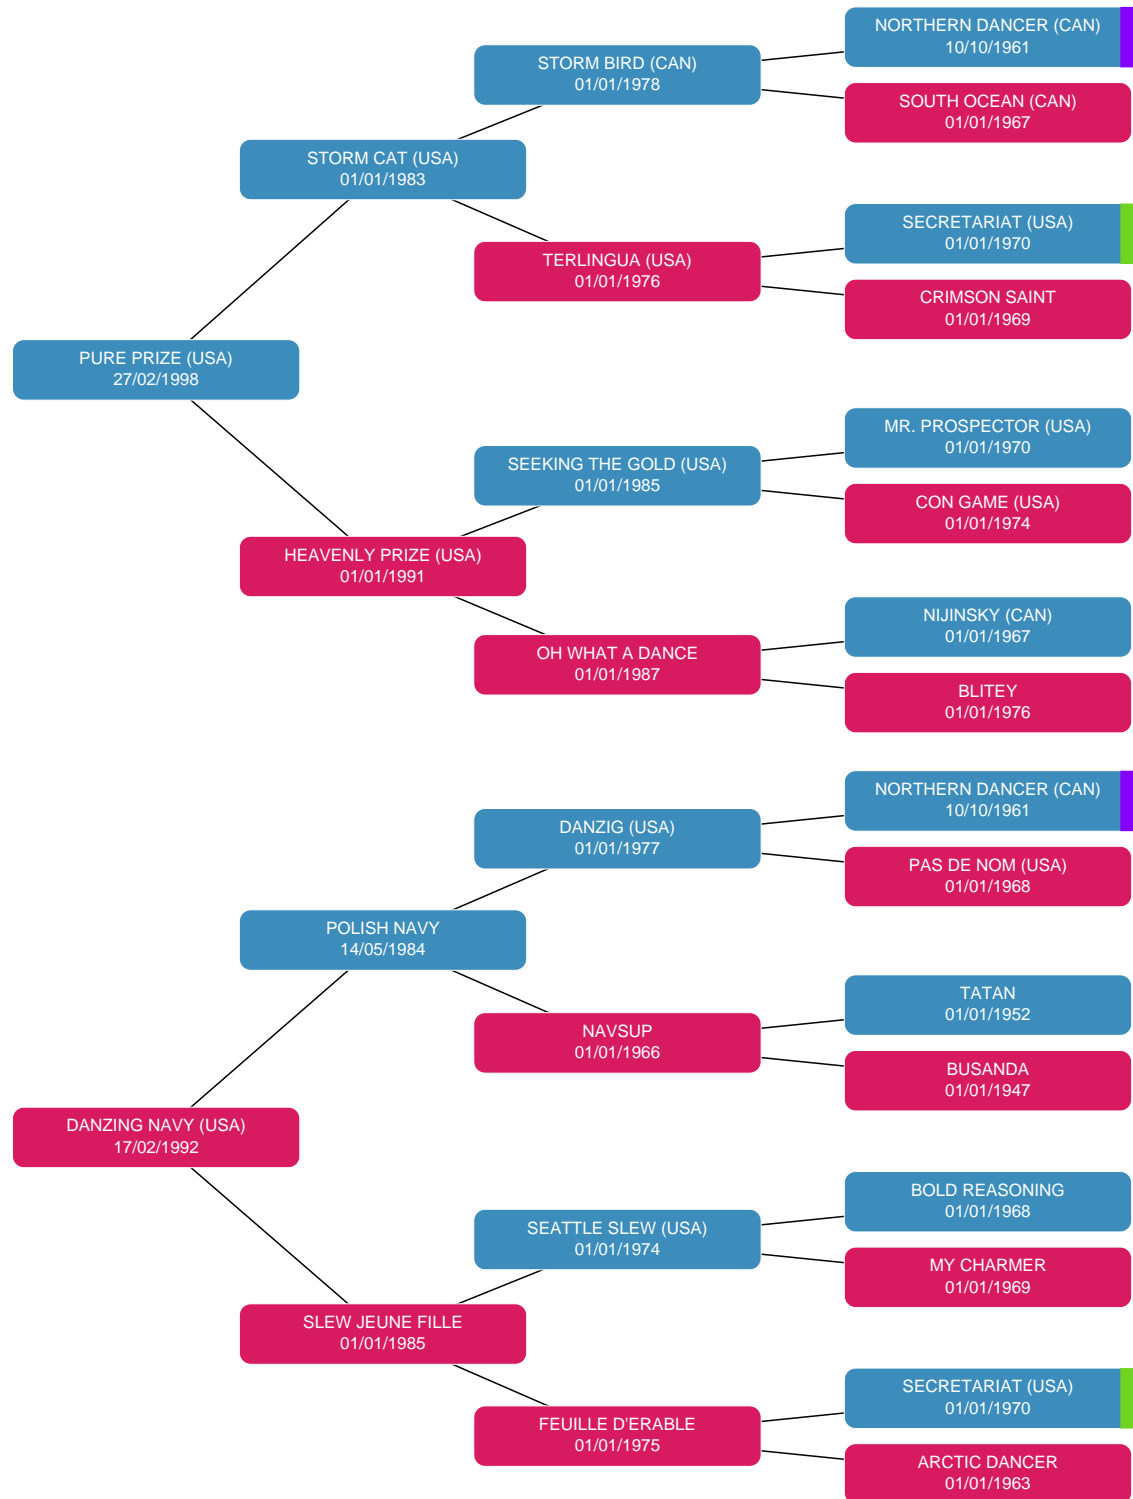 NORTHERN DANCER (CAN)
10/10/1961
STORM BIRD (CAN)
01/01/1978
SOUTH OCEAN (CAN)
01/01/1967
STORM CAT (USA)
01/01/1983
SECRETARIAT (USA)
01/01/1970
TERLINGUA (USA)
01/01/1976
CRIMSON SAINT
01/01/1969
PURE PRIZE (USA)
27/02/1998
MR. PROSPECTOR (USA)
01/01/1970
SEEKING THE GOLD (USA)
01/01/1985
CON GAME (USA)
01/01/1974
HEAVENLY PRIZE (USA)
01/01/1991
NIJINSKY (CAN)
01/01/1967
OH WHAT A DANCE
01/01/1987
BLITEY
01/01/1976
NORTHERN DANCER (CAN)
10/10/1961
DANZIG (USA)
01/01/1977
PAS DE NOM (USA)
01/01/1968
POLISH NAVY
14/05/1984
TATAN
01/01/1952
NAVSUP
01/01/1966
BUSANDA
01/01/1947
DANZING NAVY (USA)
17/02/1992
BOLD REASONING
01/01/1968
SEATTLE SLEW (USA)
01/01/1974
MY CHARMER
01/01/1969
SLEW JEUNE FILLE
01/01/1985
SECRETARIAT (USA)
01/01/1970
FEUILLE D'ERABLE
01/01/1975
ARCTIC DANCER
01/01/1963